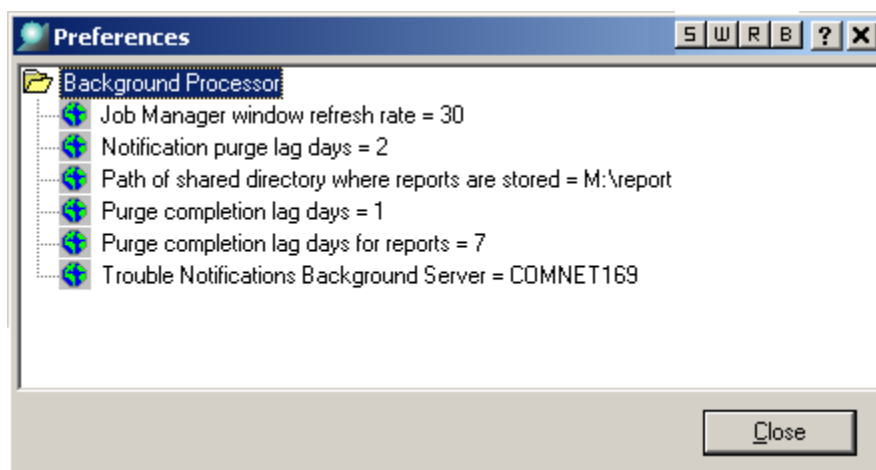 Preferences
S W R B ? X
Background Processor
Job Manager window refresh rate = 30
Notification purge lag days = 2
Path of shared directory where reports are stored = M:\report
Purge completion lag days = 1
Purge completion lag days for reports = 7
Trouble Notifications Background Server = COMNET169
Close